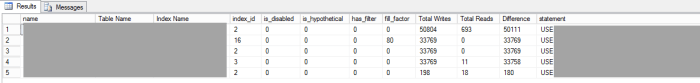 Results Messages
name Table Name Index Name index_id is_disabled is_hypothetical has_filter fill_factor Total Writes Total Reads Difference statement
1 2 0 0 0 0 50804 693 50111 USE
2 16 0 0 0 80 33769 0 33769 USE
3 2 0 0 0 0 33769 0 33769 USE
4 3 0 0 0 0 33769 11 33758 USE
5 2 0 0 0 0 198 18 180 USE